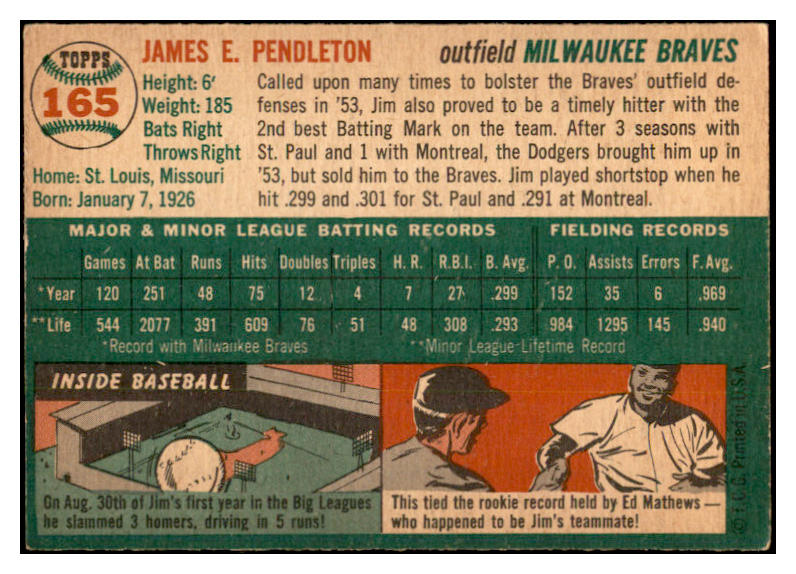 TOPPS
165
JAMES E. PENDLETON
outfield MILWAUKEE BRAVES
Height: 6'
Weight: 185
Bats Right
Throws Right
Home: St. Louis, Missouri
Born: January 7, 1926
Called upon many times to bolster the Braves' outfield de-
fenses in '53, Jim also proved to be a timely hitter with the
2nd best Batting Mark on the team. After 3 seasons with
St. Paul and 1 with Montreal, the Dodgers brought him up in
'53, but sold him to the Braves. Jim played shortstop when he
hit .299 and .301 for St. Paul and .291 at Montreal.
MAJOR & MINOR LEAGUE BATTING RECORDS FIELDING RECORDS
Games At Bat Runs Hits Doubles Triples H. R. R.B.I. B. Avg. P. O. Assists Errors F. Avg.
*Year 120 251 48 75 12 4 7 27 .299 152 35 6 .969
**Life 544 2077 391 609 76 51 48 308 .293 984 1295 145 .940
*Record with Milwaukee Braves **Minor League-Lifetime Record
INSIDE BASEBALL
On Aug. 30th of Jim's first year in the Big Leagues
he slammed 3 homers, driving in 5 runs!
This tied the rookie record held by Ed Mathews —
who happened to be Jim's teammate!
© T. C. G. Printed in U.S.A.